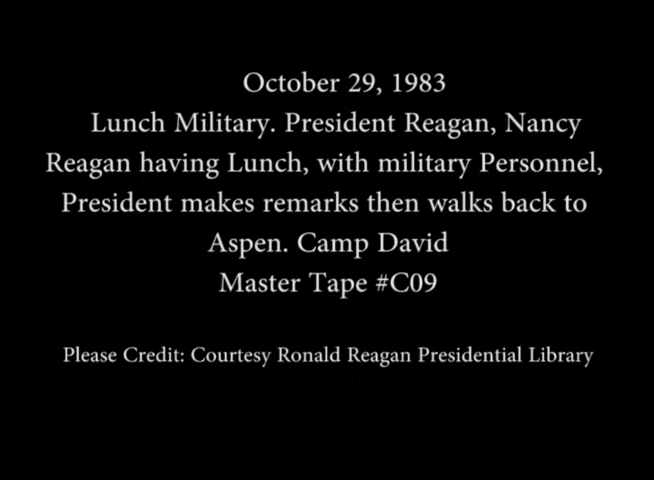 October 29, 1983
Lunch Military. President Reagan, Nancy
Reagan having Lunch, with military Personnel,
President makes remarks then walks back to
Aspen. Camp David
Master Tape #C09
Please Credit: Courtesy Ronald Reagan Presidential Library